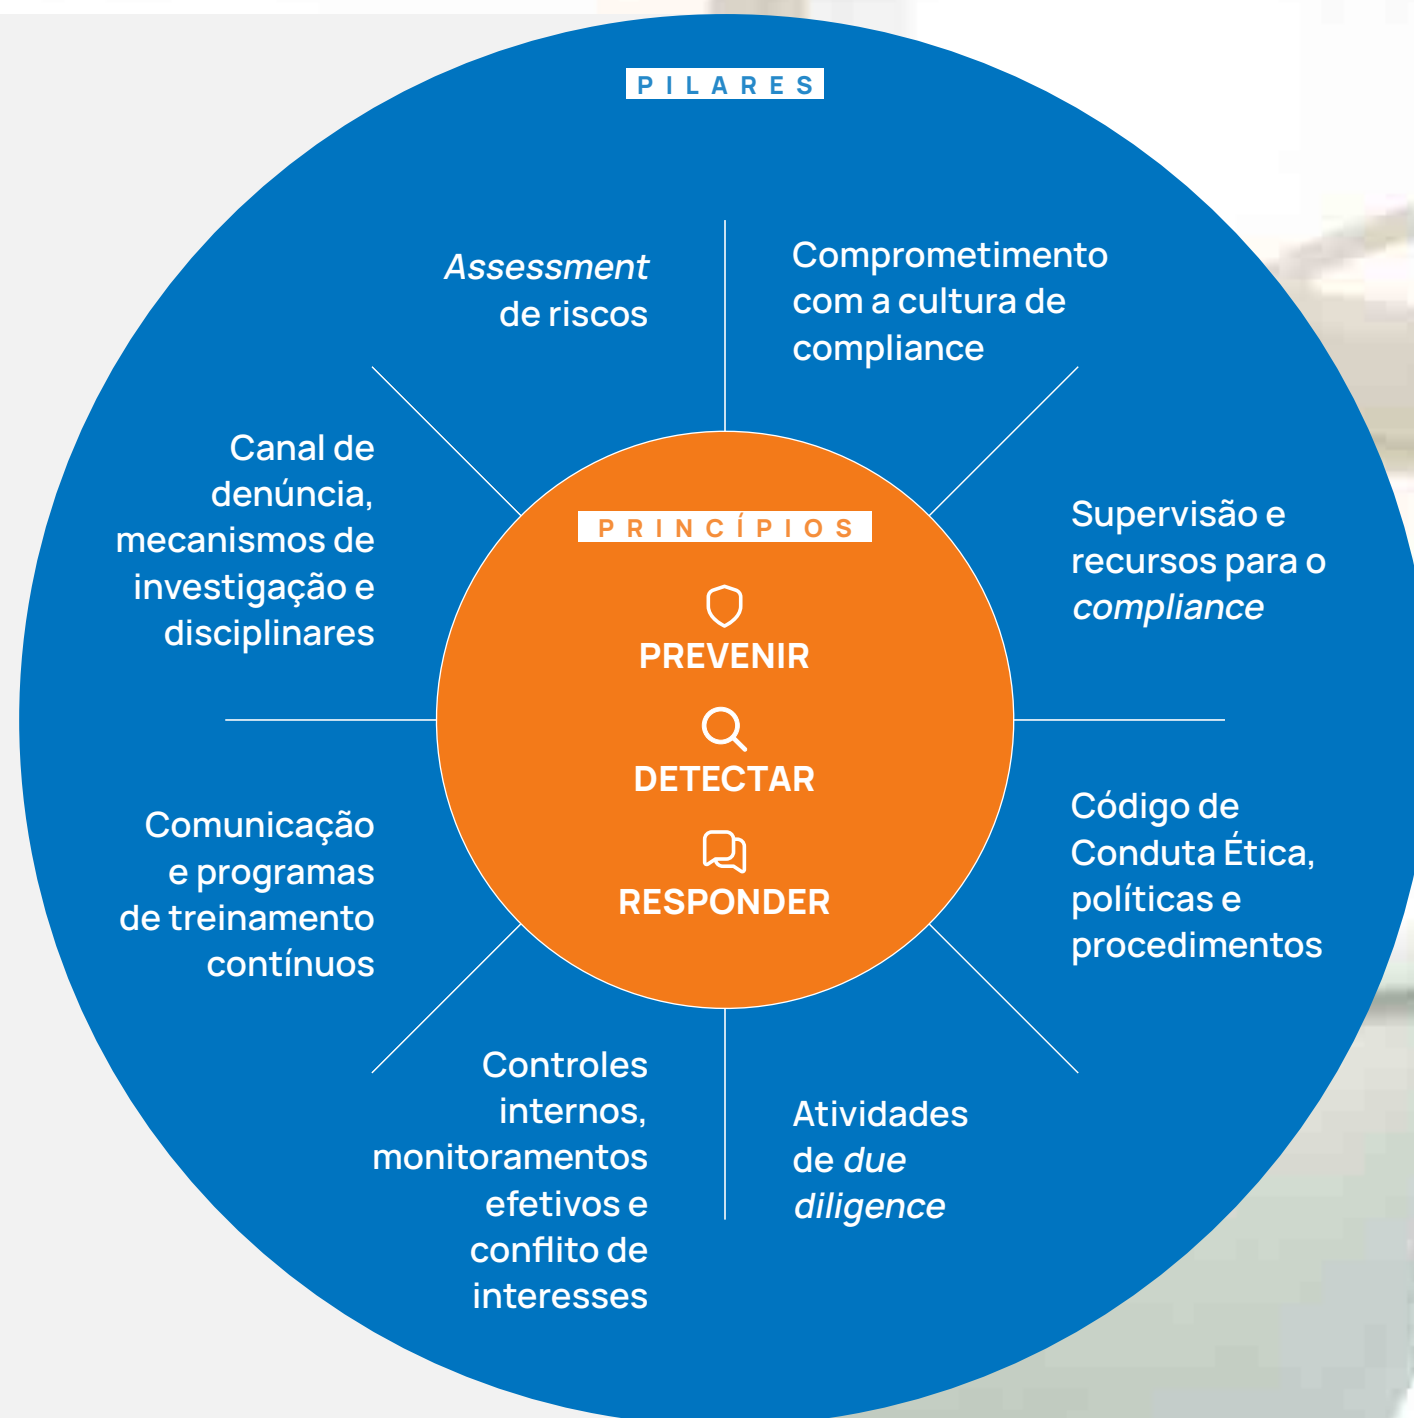 PILARES
Comprometimento
com a cultura de
compliance
Supervisão e
recursos para o
compliance
Código de
Conduta Ética,
políticas e
procedimentos
Atividades
de due
diligence
Controles
internos,
monitoramentos
efetivos e
conflito de
interesses
Comunicação
e programas
de treinamento
contínuos
Canal de
denúncia,
mecanismos de
investigação e
disciplinares
Assessment
de riscos
PRINCÍPIOS
PREVENIR
DETECTAR
RESPONDER